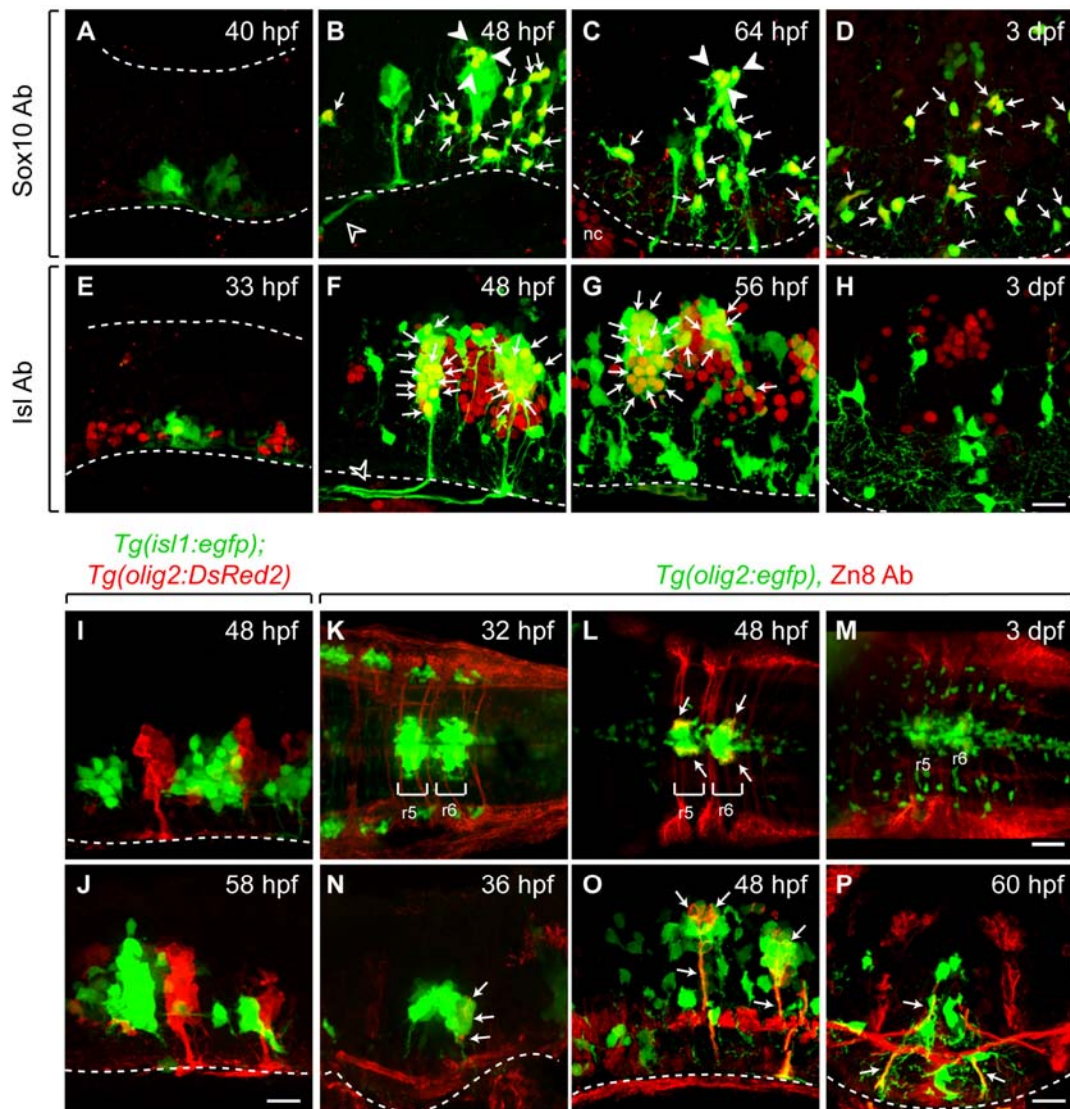 Sox10 Ab
A 40 hpf
B 48 hpf
C 64 hpf
nc
D 3 dpf
Isl Ab
E 33 hpf
F 48 hpf
G 56 hpf
H 3 dpf
Tg(isl1:egfp);
Tg(olig2:DsRed2)
Tg(olig2:egfp), Zn8 Ab
I 48 hpf
K 32 hpf
r5 r6
L 48 hpf
r5 r6
M 3 dpf
r5 r6
J 58 hpf
N 36 hpf
O 48 hpf
P 60 hpf